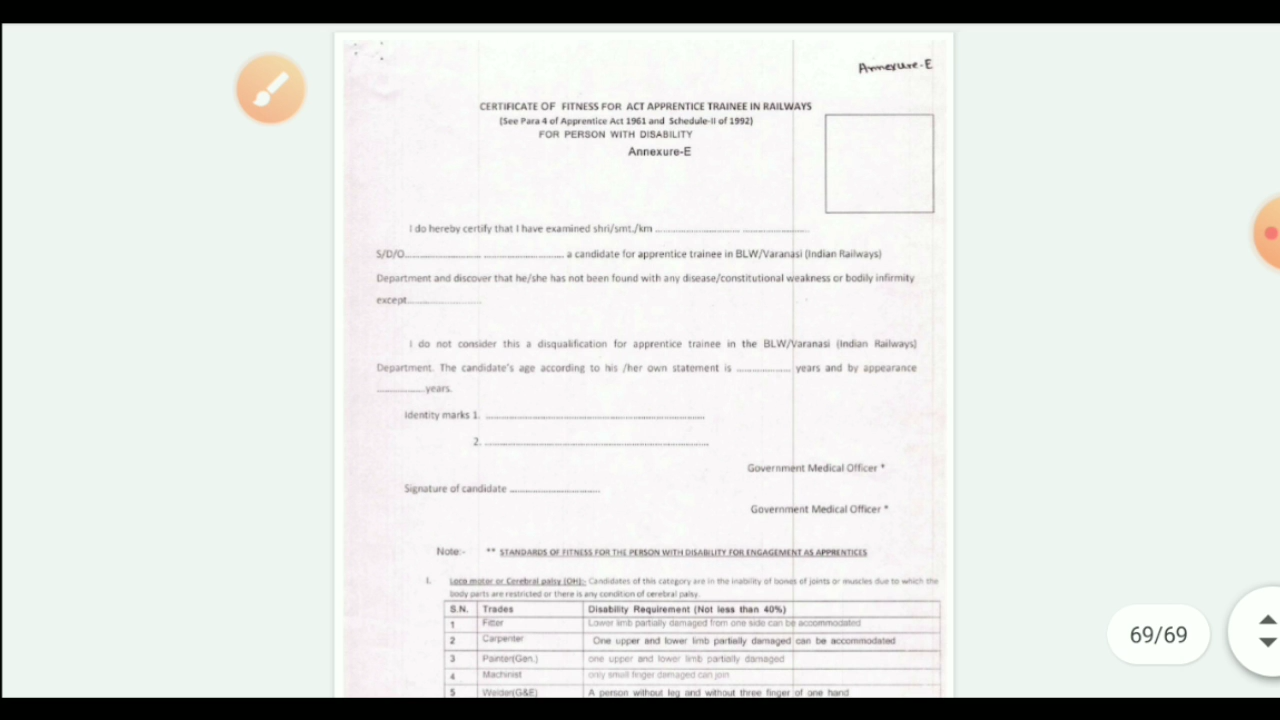 Annexure-E
CERTIFICATE OF FITNESS FOR ACT APPRENTICE TRAINEE IN RAILWAYS
(See Para 4 of Apprentice Act 1961 and Schedule-II of 1992)
FOR PERSON WITH DISABILITY
Annexure-E
I do hereby certify that I have examined shri/smt./km .............................. ........................
S/D/O........................... ............................ a candidate for apprentice trainee in BLW/Varanasi (Indian Railways)
Department and discover that he/she has not been found with any disease/constitutional weakness or bodily infirmity
except..........................
I do not consider this a disqualification for apprentice trainee in the BLW/Varanasi (Indian Railways)
Department. The candidate's age according to his /her own statement is ................... years and by appearance
.................years.
Identity marks 1. ..............................................................................
2. ................................................................................
Government Medical Officer *
Signature of candidate ................................
Government Medical Officer *
Note:- ** STANDARDS OF FITNESS FOR THE PERSON WITH DISABILITY FOR ENGAGEMENT AS APPRENTICES
I. Loco motor or Cerebral palsy (OH):- Candidates of this category are in the inability of bones of joints or muscles due to which the
body parts are restricted or there is any condition of cerebral palsy.
S.N. Trades Disability Requirement (Not less than 40%)
1 Fitter Lower limb partially damaged from one side can be accommodated
2 Carpenter One upper and lower limb partially damaged can be accommodated
3 Painter(Gen.) one upper and lower limb partially damaged
4 Machinist only small finger damaged can join
5 Welder(G&E) A person without leg and without three finger of one hand
69/69